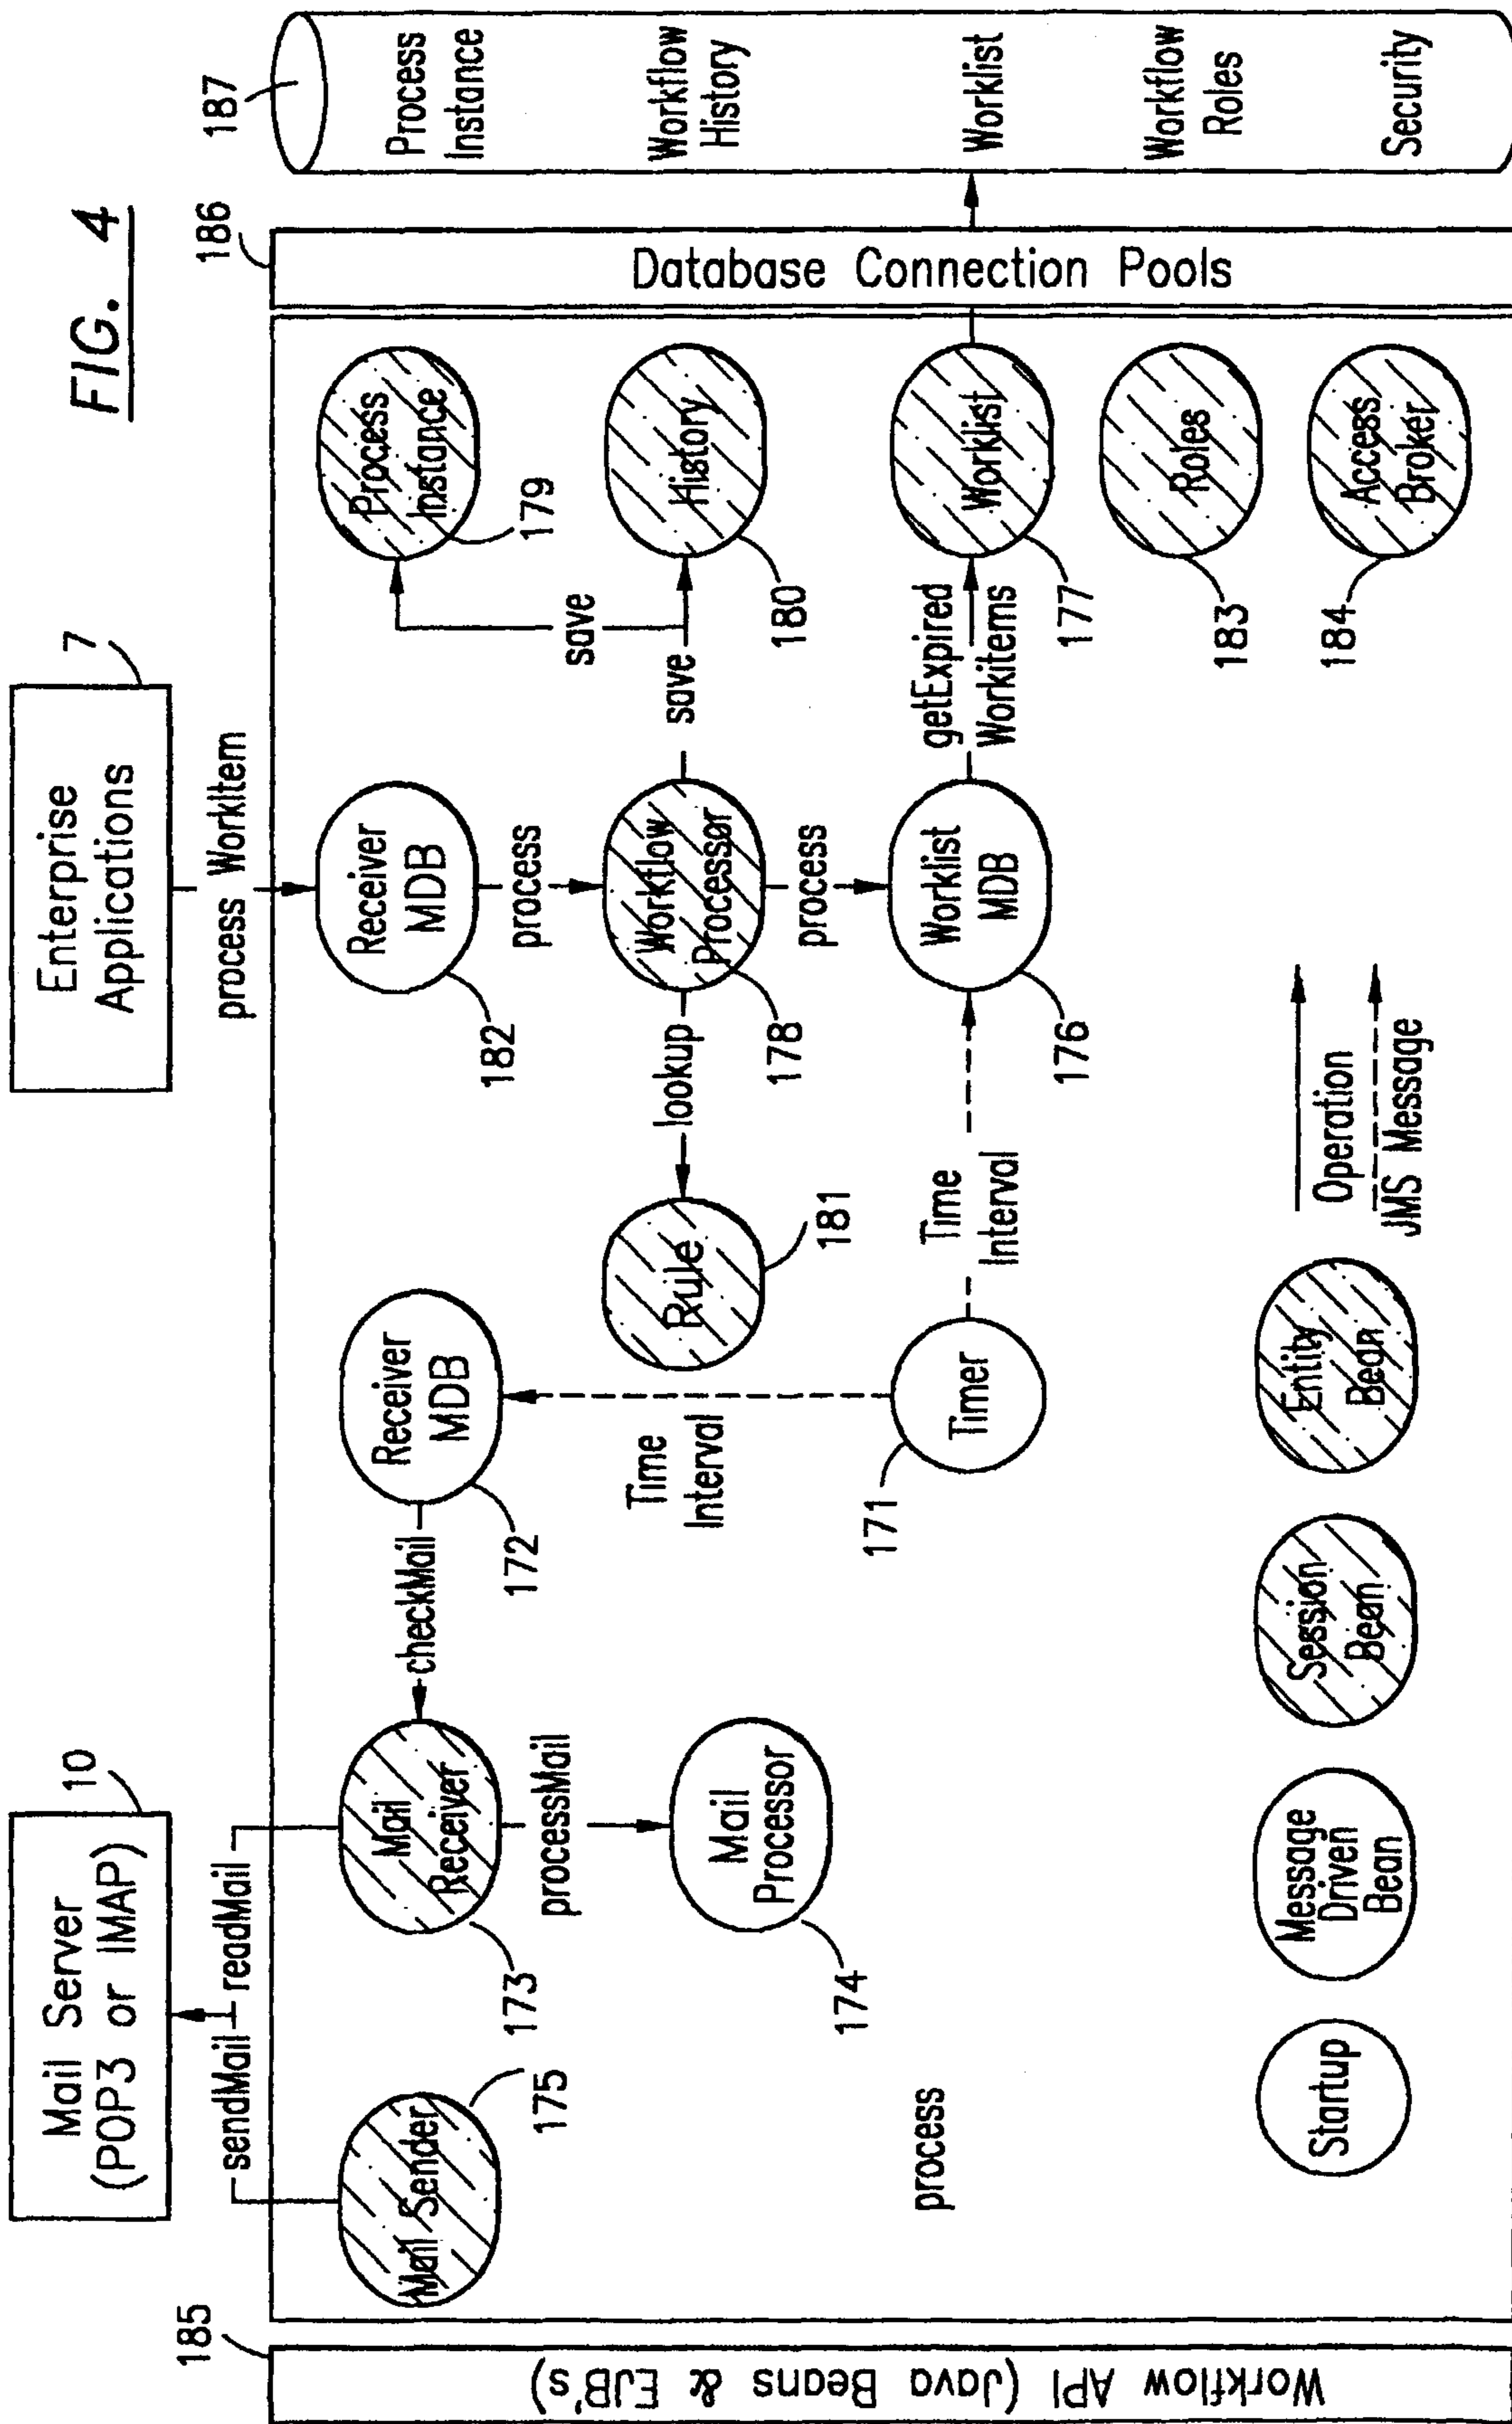 FIG. 4
Mail Server
(POP3 or IMAP)
10
Enterprise
Applications
7
sendMail
readMail
process WorkItem
185
Workflow API (Java Beans & EJB's)
186
Database Connection Pools
187
Process
Instance
Workflow
History
Worklist
Workflow
Roles
Security
Mail Sender
175
Mail
Receiver
173
checkMail
Receiver
MDB
172
Receiver
MDB
182
Process
Instance
179
processMail
Mail
Processor
174
Time
Interval
process
save
Rule
181
lookup
Workflow
Processor
178
save
History
180
process
process
Timer
171
Time
Interval
Worklist
MDB
176
getExpired
Workitems
Worklist
177
Roles
183
Access
Broker
184
Startup
Message
Driven
Bean
Session
Bean
Entity
Bean
Operation
JMS Message